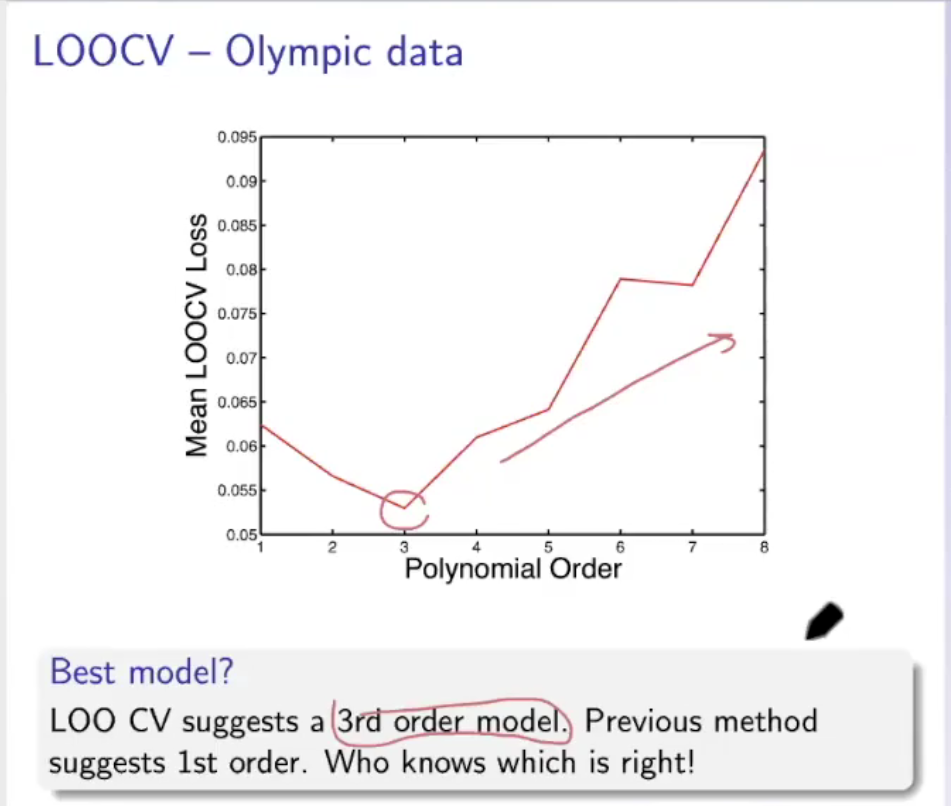 LOOCV – Olympic data
0.095
0.09
0.085
0.08
0.075
0.07
0.065
0.06
0.055
0.05
Mean LOOCV Loss
1 2 3 4 5 6 7 8
Polynomial Order
Best model?
LOO CV suggests a 3rd order model. Previous method
suggests 1st order. Who knows which is right!